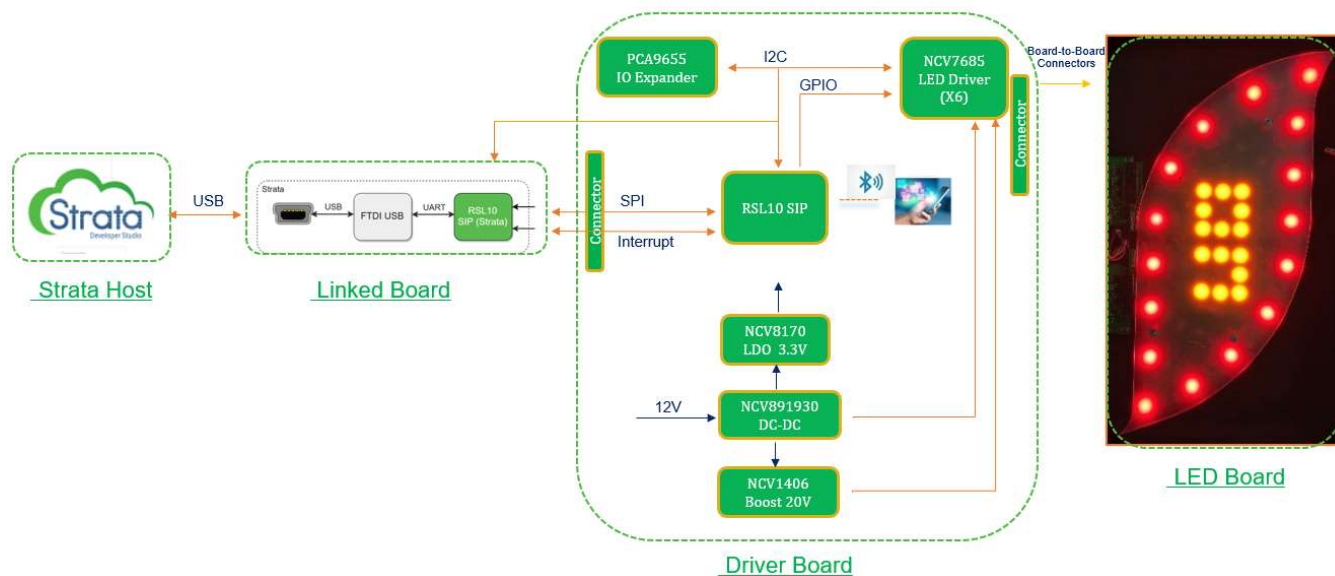 Strata
Developer Studio
Strata Host
USB
Strata
USB
FTDI USB
UART
RSL10
SIP (Strata)
Linked Board
PCA9655
IO Expander
I2C
GPIO
NCV7685
LED Driver
(X6)
Connector
Connector
SPI
Interrupt
RSL10 SIP
NCV8170
LDO 3.3V
12V
NCV891930
DC-DC
NCV1406
Boost 20V
Driver Board
Board-to-Board
Connectors
LED Board